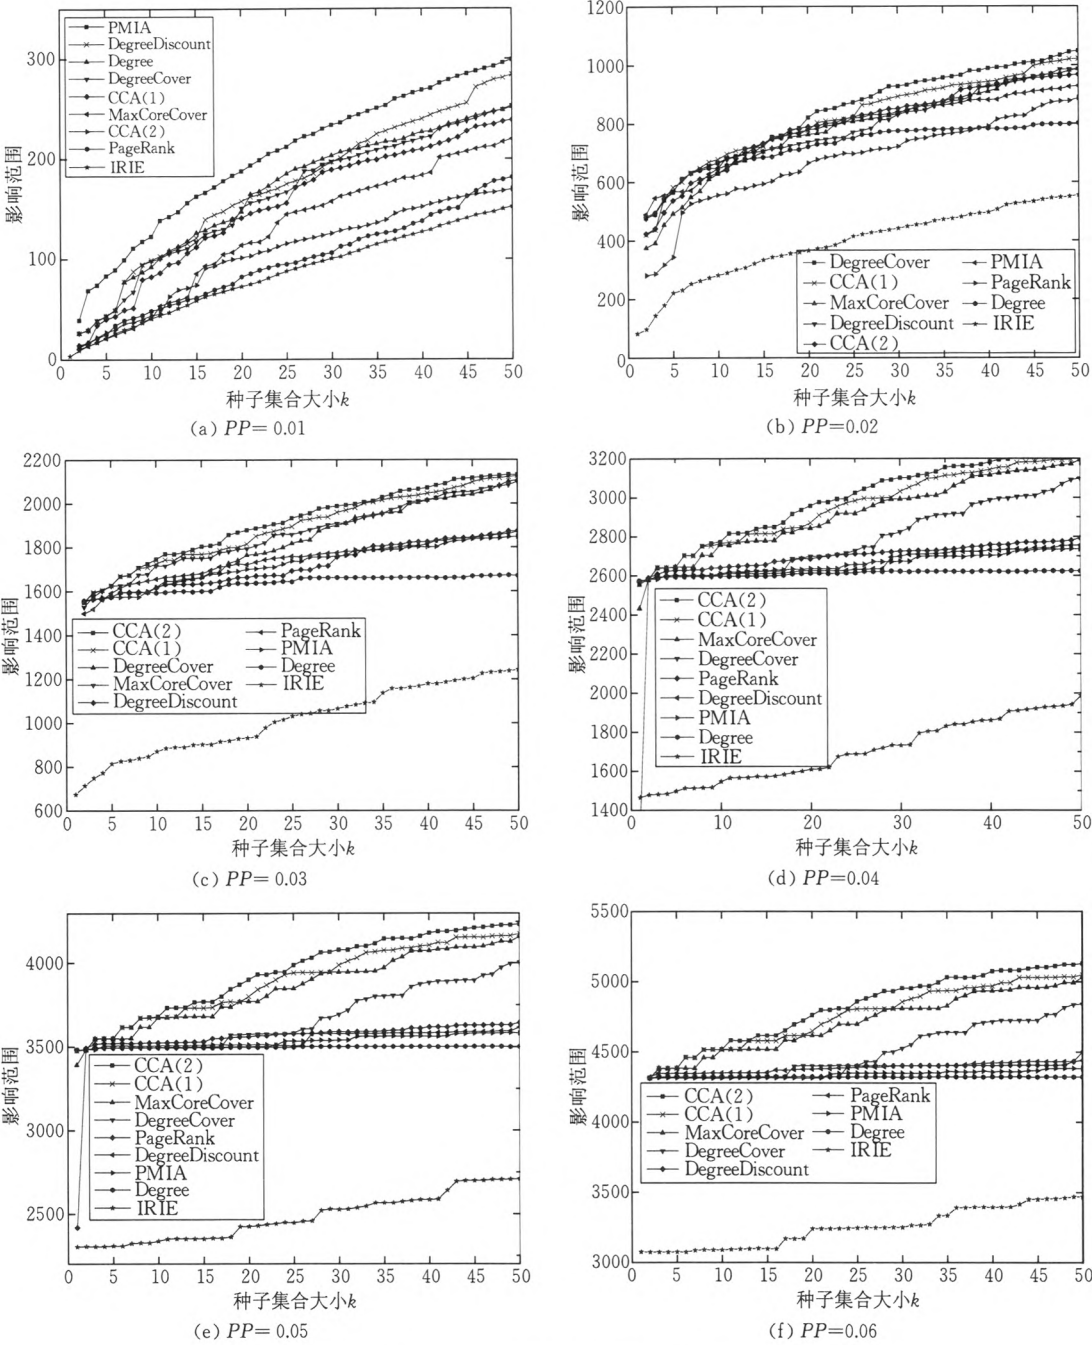 影响范围
300
200
100
0
PMIA
DegreeDiscount
Degree
DegreeCover
CCA(1)
MaxCoreCover
CCA(2)
PageRank
IRIE
0 5 10 15 20 25 30 35 40 45 50
种子集合大小k
(a) PP= 0.01
影响范围
1200
1000
800
600
400
200
0
DegreeCover
CCA(1)
MaxCoreCover
DegreeDiscount
CCA(2)
PMIA
PageRank
Degree
IRIE
0 5 10 15 20 25 30 35 40 45 50
种子集合大小k
(b) PP=0.02
影响范围
2200
2000
1800
1600
1400
1200
1000
800
600
CCA(2)
CCA(1)
DegreeCover
MaxCoreCover
DegreeDiscount
PageRank
PMIA
Degree
IRIE
0 5 10 15 20 25 30 35 40 45 50
种子集合大小k
(c) PP= 0.03
影响范围
3200
3000
2800
2600
2400
2200
2000
1800
1600
1400
CCA(2)
CCA(1)
MaxCoreCover
DegreeCover
PageRank
DegreeDiscount
PMIA
Degree
IRIE
0 10 20 30 40 50
种子集合大小k
(d) PP=0.04
影响范围
4000
3500
3000
2500
CCA(2)
CCA(1)
MaxCoreCover
DegreeCover
PageRank
DegreeDiscount
PMIA
Degree
IRIE
0 5 10 15 20 25 30 35 40 45 50
种子集合大小k
(e) PP= 0.05
影响范围
5500
5000
4500
4000
3500
3000
CCA(2)
CCA(1)
MaxCoreCover
DegreeCover
DegreeDiscount
PageRank
PMIA
Degree
IRIE
0 5 10 15 20 25 30 35 40 45 50
种子集合大小k
(f) PP=0.06